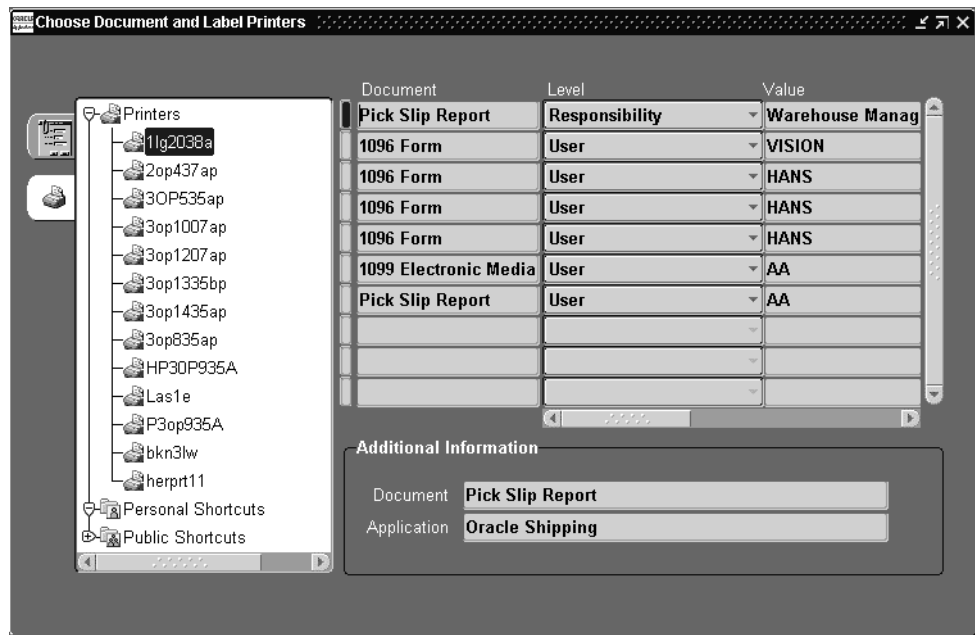 Choose Document and Label Printers
Printers
1lg2038a
2op437ap
3OP535ap
3op1007ap
3op1207ap
3op1335bp
3op1435ap
3op835ap
HP30P935A
Las1e
P3op935A
bkn3lw
herprt11
Personal Shortcuts
Public Shortcuts
Document Level Value
Pick Slip Report Responsibility Warehouse Manag
1096 Form User VISION
1096 Form User HANS
1096 Form User HANS
1096 Form User HANS
1099 Electronic Media User AA
Pick Slip Report User AA
Additional Information
Document Pick Slip Report
Application Oracle Shipping